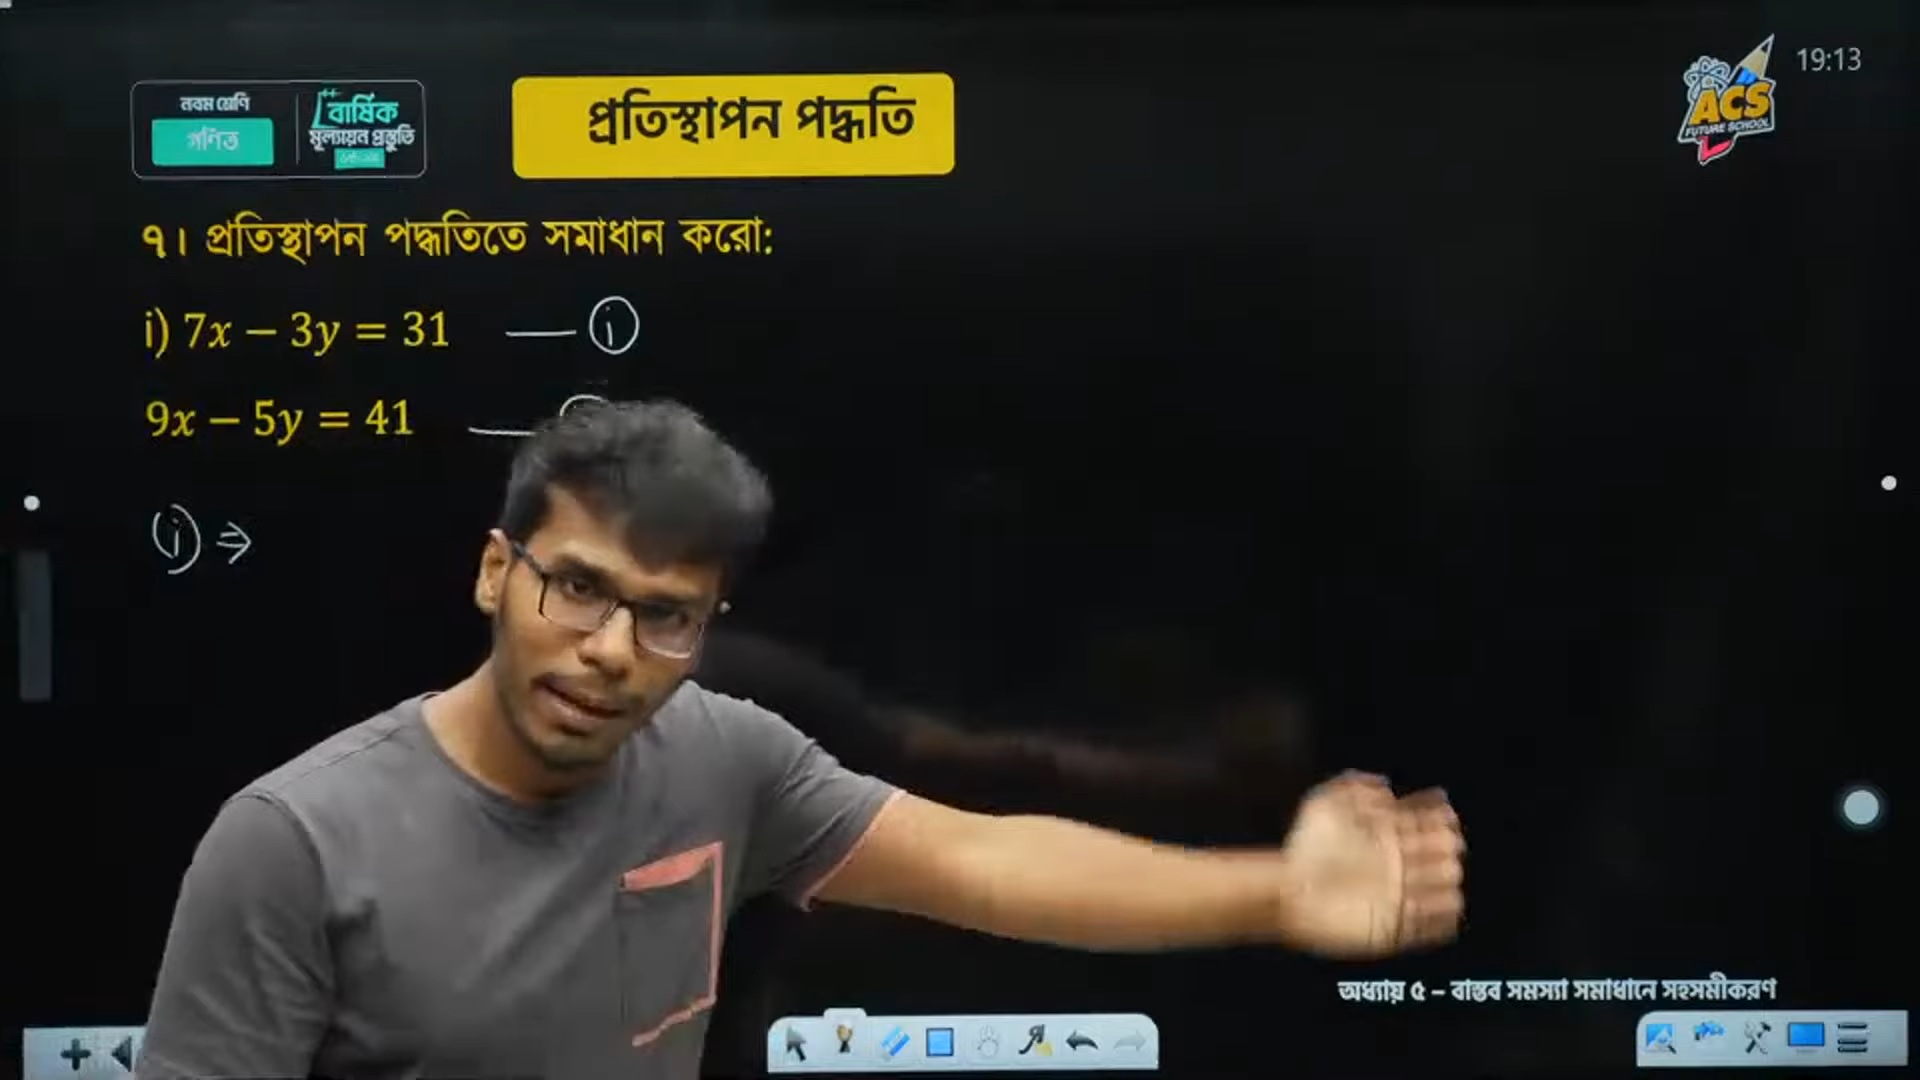 নবম শ্রেণি
গণিত
বার্ষিক
মূল্যায়ন প্রস্তুতি
প্রতিস্থাপন পদ্ধতি
ACS
FUTURE SCHOOL
19:13
৭। প্রতিস্থাপন পদ্ধতিতে সমাধান করো:
i) 7x − 3y = 31 — i
9x − 5y = 41 —
i ⇒
অধ্যায় ৫ – বাস্তব সমস্যা সমাধানে সহসমীকরণ